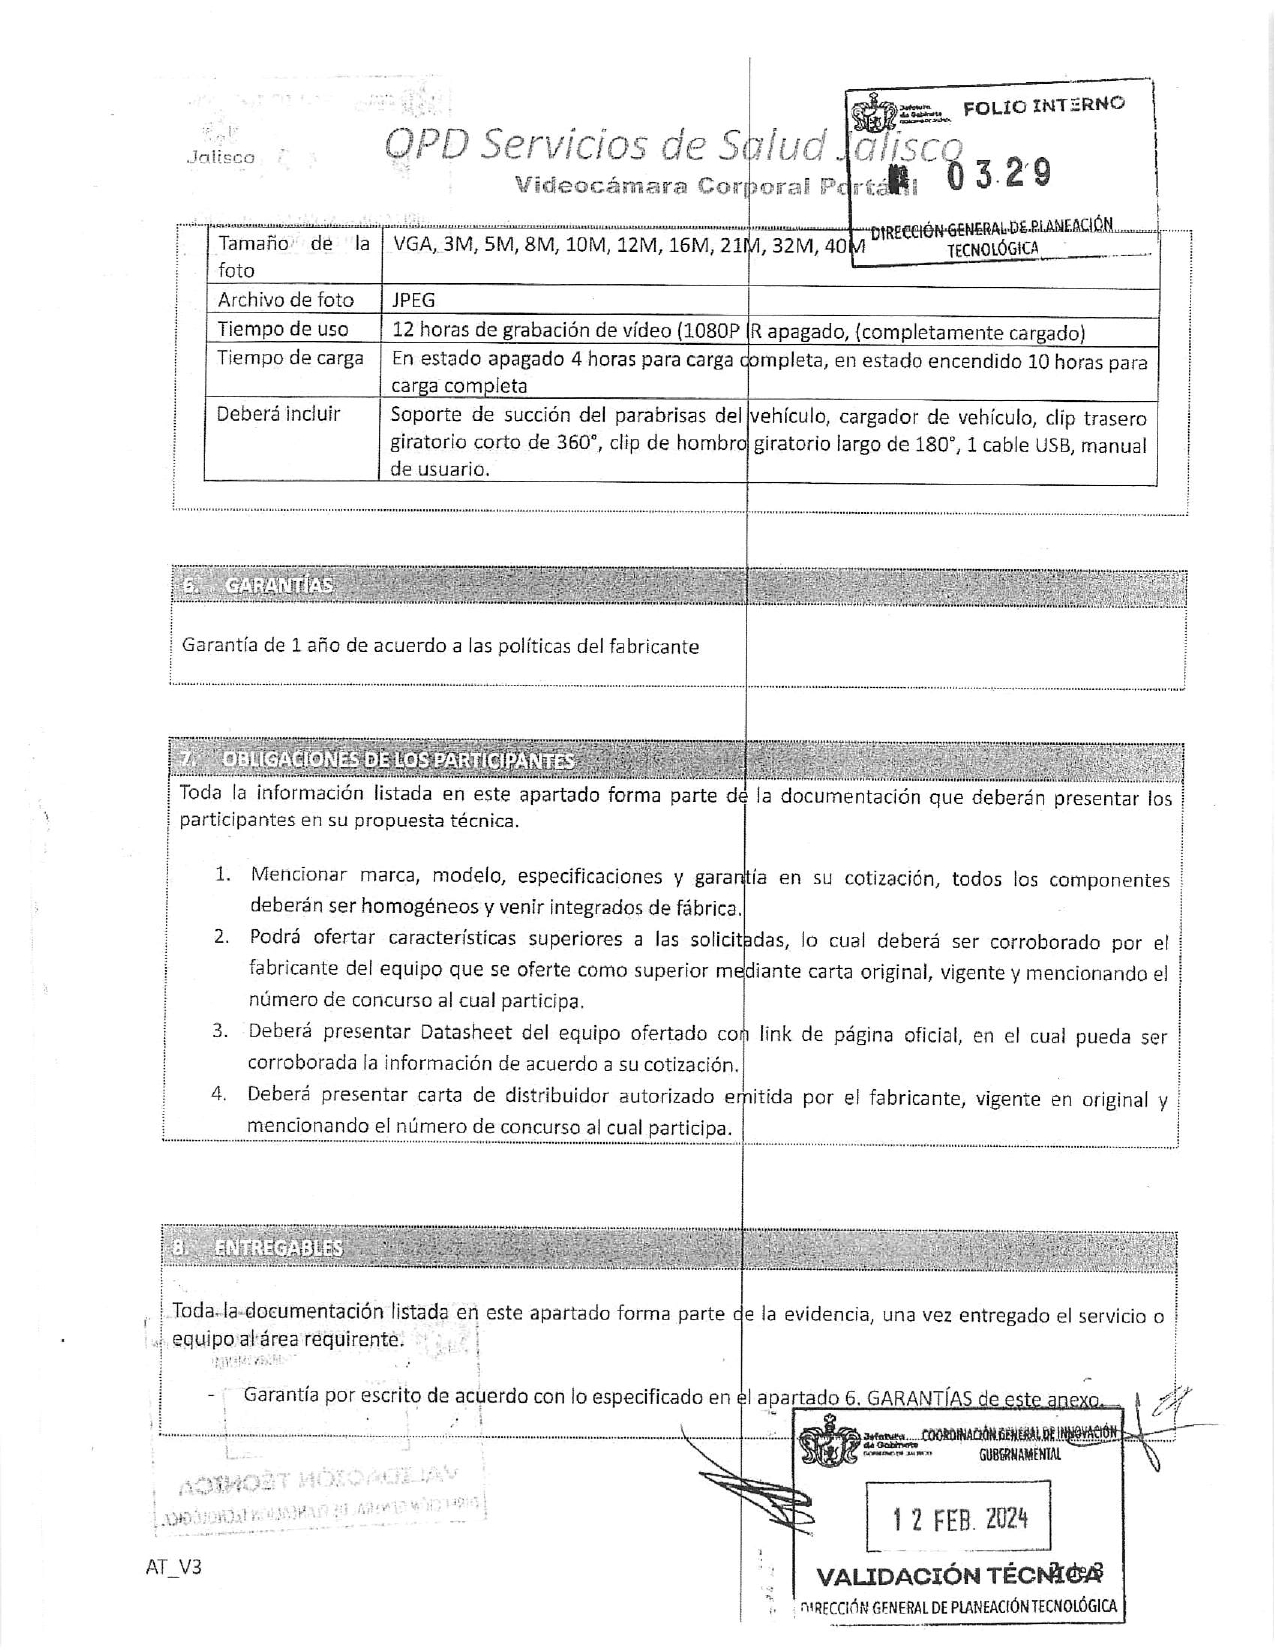 Jefatura
de Gabinete
FOLIO INTERNO
Jalisco
OPD Servicios de Salud Jalisco
0329
Videocámara Corporal Portátil
DIRECCIÓN GENERAL DE PLANEACIÓN
TECNOLÓGICA
Tamaño de la foto
VGA, 3M, 5M, 8M, 10M, 12M, 16M, 21M, 32M, 40M
Archivo de foto JPEG
Tiempo de uso 12 horas de grabación de vídeo (1080P IR apagado, (completamente cargado)
Tiempo de carga En estado apagado 4 horas para carga completa, en estado encendido 10 horas para
carga completa
Deberá incluir Soporte de succión del parabrisas del vehículo, cargador de vehículo, clip trasero
giratorio corto de 360°, clip de hombro giratorio largo de 180°, 1 cable USB, manual
de usuario.
6. GARANTÍAS
Garantía de 1 año de acuerdo a las políticas del fabricante
7. OBLIGACIONES DE LOS PARTICIPANTES
Toda la información listada en este apartado forma parte de la documentación que deberán presentar los
participantes en su propuesta técnica.
1. Mencionar marca, modelo, especificaciones y garantía en su cotización, todos los componentes
deberán ser homogéneos y venir integrados de fábrica.
2. Podrá ofertar características superiores a las solicitadas, lo cual deberá ser corroborado por el
fabricante del equipo que se oferte como superior mediante carta original, vigente y mencionando el
número de concurso al cual participa.
3. Deberá presentar Datasheet del equipo ofertado con link de página oficial, en el cual pueda ser
corroborada la información de acuerdo a su cotización.
4. Deberá presentar carta de distribuidor autorizado emitida por el fabricante, vigente en original y
mencionando el número de concurso al cual participa.
8. ENTREGABLES
Toda la documentación listada en este apartado forma parte de la evidencia, una vez entregado el servicio o
equipo al área requirente.
- Garantía por escrito de acuerdo con lo especificado en el apartado 6. GARANTÍAS de este anexo.
Jefatura
de Gabinete
COORDINACIÓN GENERAL DE INNOVACIÓN
GUBERNAMENTAL
12 FEB. 2024
VALIDACIÓN TÉCNICA
DIRECCIÓN GENERAL DE PLANEACIÓN TECNOLÓGICA
AT_V3